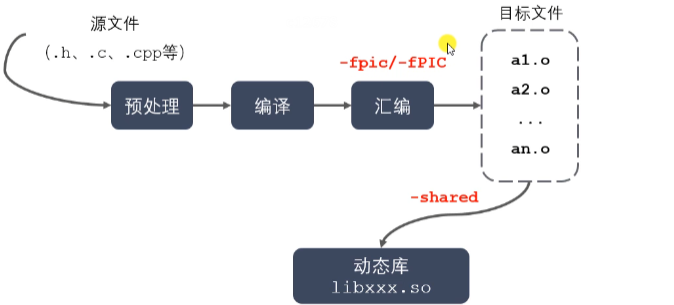 源文件
（.h、.c、.cpp等）
预处理
编译
-fpic/-fPIC
汇编
目标文件
a1.o
a2.o
...
an.o
-shared
动态库
libxxx.so